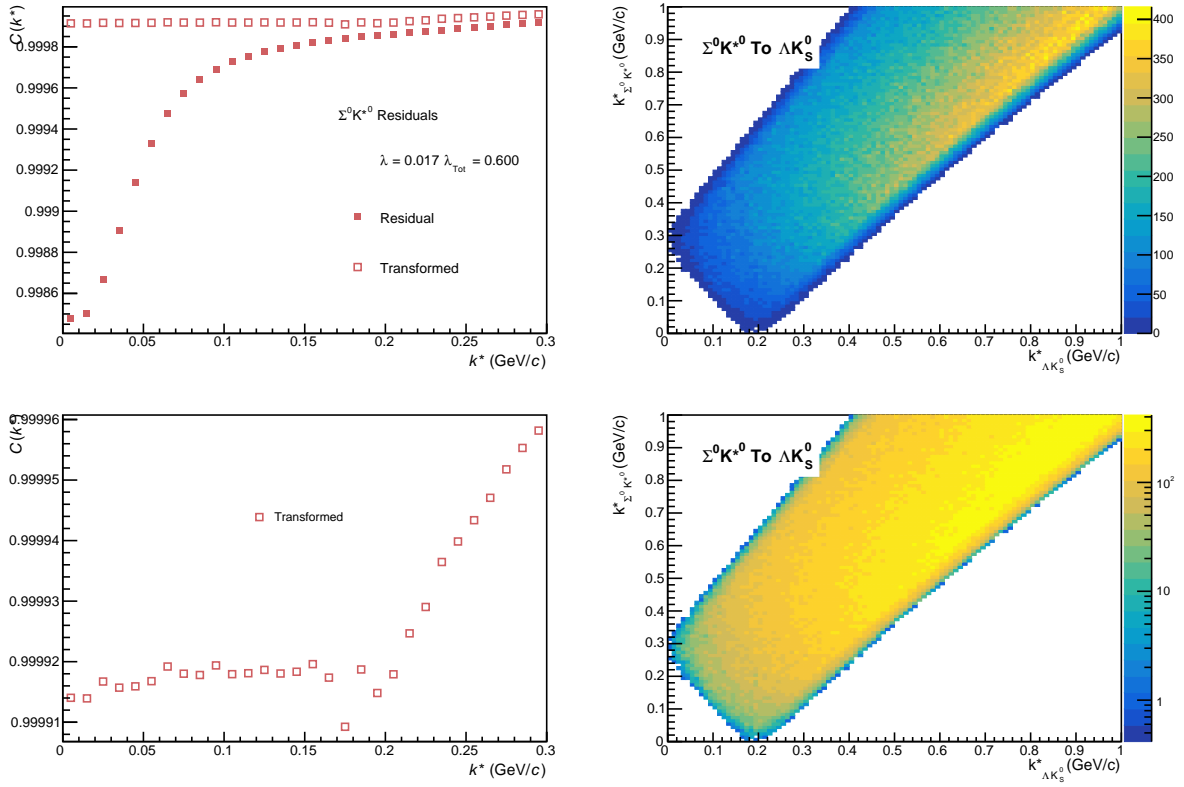 C(k*)
0.9998
0.9996
0.9994
0.9992
0.999
0.9988
0.9986
Σ⁰K*⁰ Residuals
λ = 0.017 λ_Tot = 0.600
Residual
Transformed
0 0.05 0.1 0.15 0.2 0.25 0.3
k* (GeV/c)
k*_Σ⁰K*⁰ (GeV/c)
1
0.9
0.8
0.7
0.6
0.5
0.4
0.3
0.2
0.1
0
Σ⁰K*⁰ To ΛK_S⁰
0 0.1 0.2 0.3 0.4 0.5 0.6 0.7 0.8 0.9 1
k*_ΛK_S⁰ (GeV/c)
400
350
300
250
200
150
100
50
0
C(k*)
0.99996
0.99995
0.99994
0.99993
0.99992
0.99991
Transformed
0 0.05 0.1 0.15 0.2 0.25 0.3
k* (GeV/c)
k*_Σ⁰K*⁰ (GeV/c)
1
0.9
0.8
0.7
0.6
0.5
0.4
0.3
0.2
0.1
0
Σ⁰K*⁰ To ΛK_S⁰
0 0.1 0.2 0.3 0.4 0.5 0.6 0.7 0.8 0.9 1
k*_ΛK_S⁰ (GeV/c)
10²
10
1